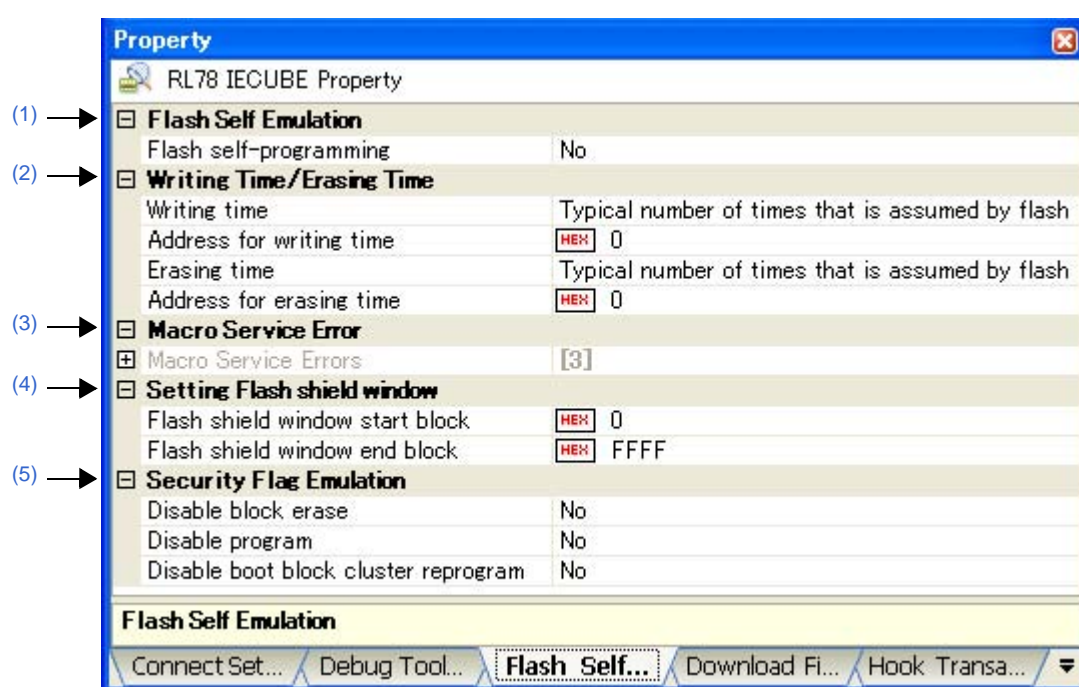 Property
RL78 IECUBE Property
(1) Flash Self Emulation
Flash self-programming No
(2) Writing Time/Erasing Time
Writing time Typical number of times that is assumed by flash
Address for writing time HEX 0
Erasing time Typical number of times that is assumed by flash
Address for erasing time HEX 0
(3) Macro Service Error
Macro Service Errors [3]
(4) Setting Flash shield window
Flash shield window start block HEX 0
Flash shield window end block HEX FFFF
(5) Security Flag Emulation
Disable block erase No
Disable program No
Disable boot block cluster reprogram No
Flash Self Emulation
Connect Set... Debug Tool... Flash Self... Download Fi... Hook Transa...